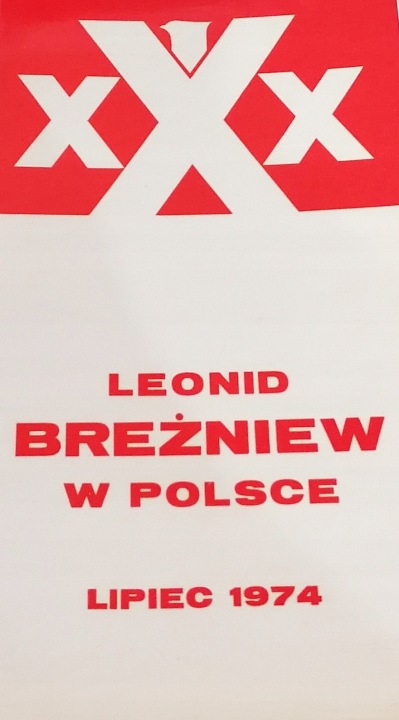 xXx
LEONID
BREŻNIEW
W POLSCE
LIPIEC 1974